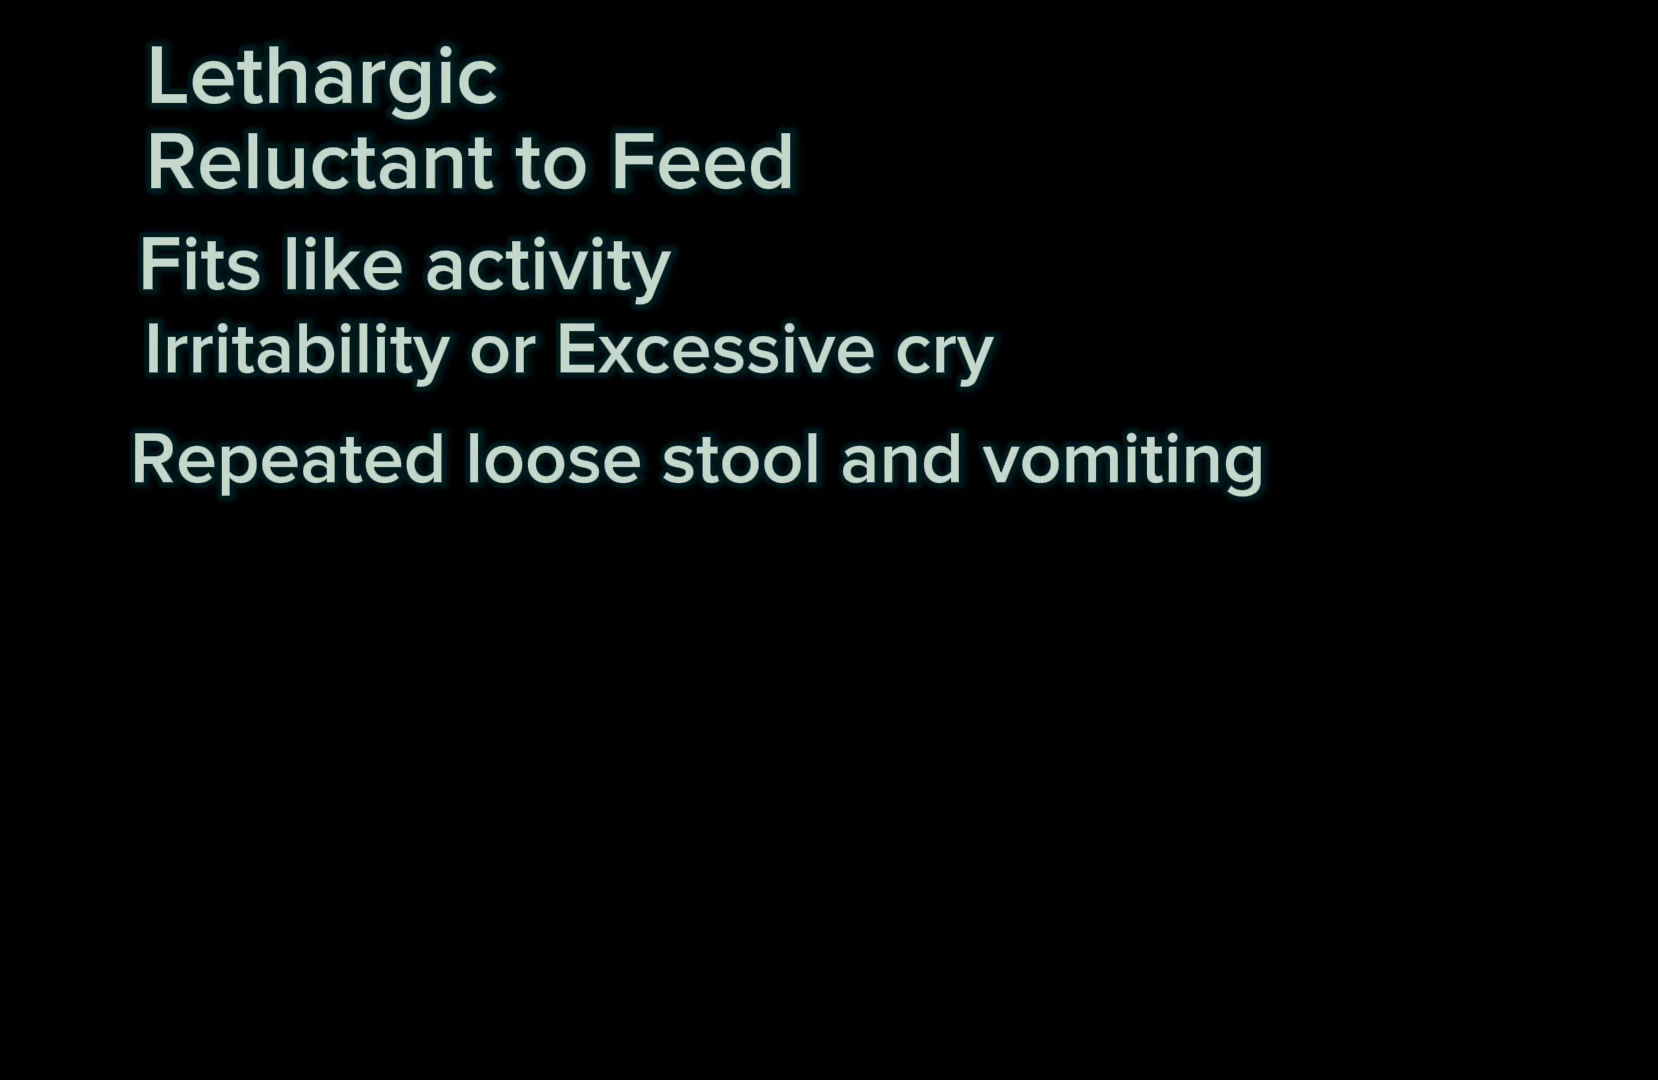 Lethargic
Reluctant to Feed
Fits like activity
Irritability or Excessive cry
Repeated loose stool and vomiting